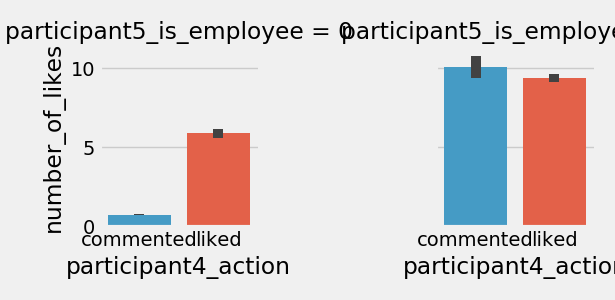 participant5_is_employee = 0
participant5_is_employe
number_of_likes
10
5
0
commented
liked
commented
liked
participant4_action
participant4_action